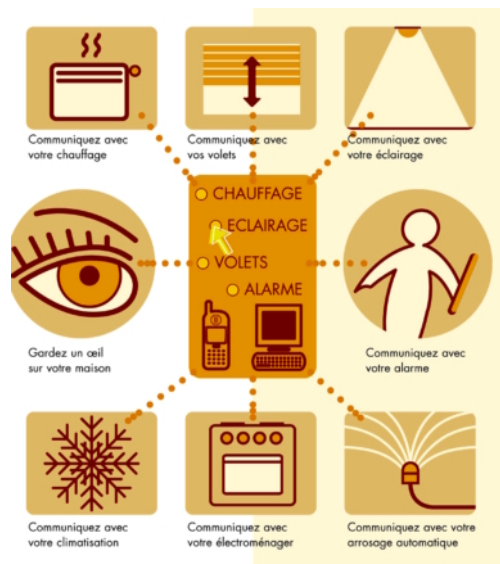 Communiquez avec
votre chauffage
Communiquez avec
vos volets
Communiquez avec
votre éclairage
CHAUFFAGE
ECLAIRAGE
VOLETS
ALARME
Gardez un œil
sur votre maison
Communiquez avec
votre alarme
Communiquez avec
votre climatisation
Communiquez avec
votre électroménager
Communiquez avec votre
arrosage automatique